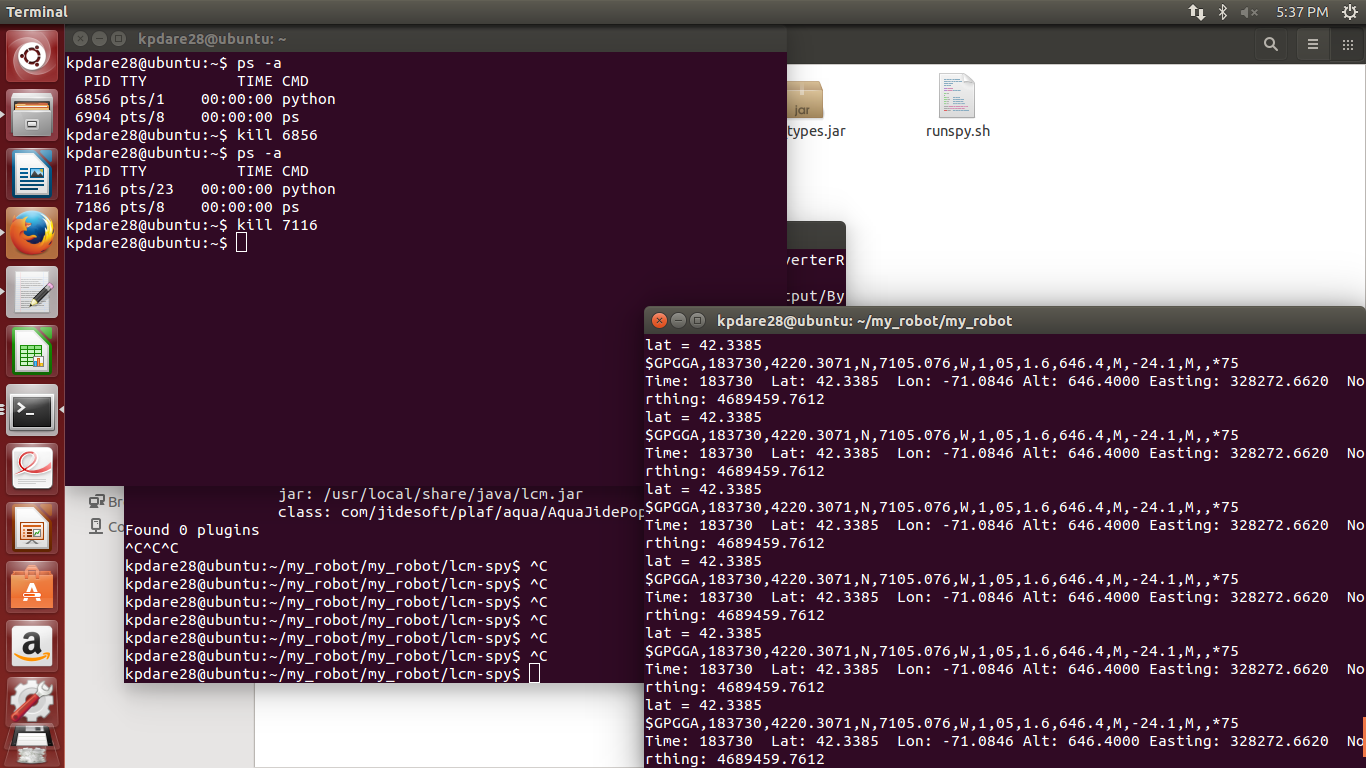 Terminal
5:37 PM
kpdare28@ubuntu: ~
kpdare28@ubuntu:~$ ps -a
PID TTY          TIME CMD
6856 pts/1    00:00:00 python
6904 pts/8    00:00:00 ps
kpdare28@ubuntu:~$ kill 6856
kpdare28@ubuntu:~$ ps -a
PID TTY          TIME CMD
7116 pts/23   00:00:00 python
7186 pts/8    00:00:00 ps
kpdare28@ubuntu:~$ kill 7116
kpdare28@ubuntu:~$
jar
types.jar
runspy.sh
verterR
tput/By
Br
Co
jar: /usr/local/share/java/lcm.jar
class: com/jidesoft/plaf/aqua/AquaJidePop
Found 0 plugins
^C^C^C
kpdare28@ubuntu:~/my_robot/my_robot/lcm-spy$ ^C
kpdare28@ubuntu:~/my_robot/my_robot/lcm-spy$ ^C
kpdare28@ubuntu:~/my_robot/my_robot/lcm-spy$ ^C
kpdare28@ubuntu:~/my_robot/my_robot/lcm-spy$ ^C
kpdare28@ubuntu:~/my_robot/my_robot/lcm-spy$ ^C
kpdare28@ubuntu:~/my_robot/my_robot/lcm-spy$ ^C
kpdare28@ubuntu:~/my_robot/my_robot/lcm-spy$
kpdare28@ubuntu: ~/my_robot/my_robot
lat = 42.3385
$GPGGA,183730,4220.3071,N,7105.076,W,1,05,1.6,646.4,M,-24.1,M,,*75
Time: 183730  Lat: 42.3385  Lon: -71.0846 Alt: 646.4000 Easting: 328272.6620  No
rthing: 4689459.7612
lat = 42.3385
$GPGGA,183730,4220.3071,N,7105.076,W,1,05,1.6,646.4,M,-24.1,M,,*75
Time: 183730  Lat: 42.3385  Lon: -71.0846 Alt: 646.4000 Easting: 328272.6620  No
rthing: 4689459.7612
lat = 42.3385
$GPGGA,183730,4220.3071,N,7105.076,W,1,05,1.6,646.4,M,-24.1,M,,*75
Time: 183730  Lat: 42.3385  Lon: -71.0846 Alt: 646.4000 Easting: 328272.6620  No
rthing: 4689459.7612
lat = 42.3385
$GPGGA,183730,4220.3071,N,7105.076,W,1,05,1.6,646.4,M,-24.1,M,,*75
Time: 183730  Lat: 42.3385  Lon: -71.0846 Alt: 646.4000 Easting: 328272.6620  No
rthing: 4689459.7612
lat = 42.3385
$GPGGA,183730,4220.3071,N,7105.076,W,1,05,1.6,646.4,M,-24.1,M,,*75
Time: 183730  Lat: 42.3385  Lon: -71.0846 Alt: 646.4000 Easting: 328272.6620  No
rthing: 4689459.7612
lat = 42.3385
$GPGGA,183730,4220.3071,N,7105.076,W,1,05,1.6,646.4,M,-24.1,M,,*75
Time: 183730  Lat: 42.3385  Lon: -71.0846 Alt: 646.4000 Easting: 328272.6620  No
rthing: 4689459.7612